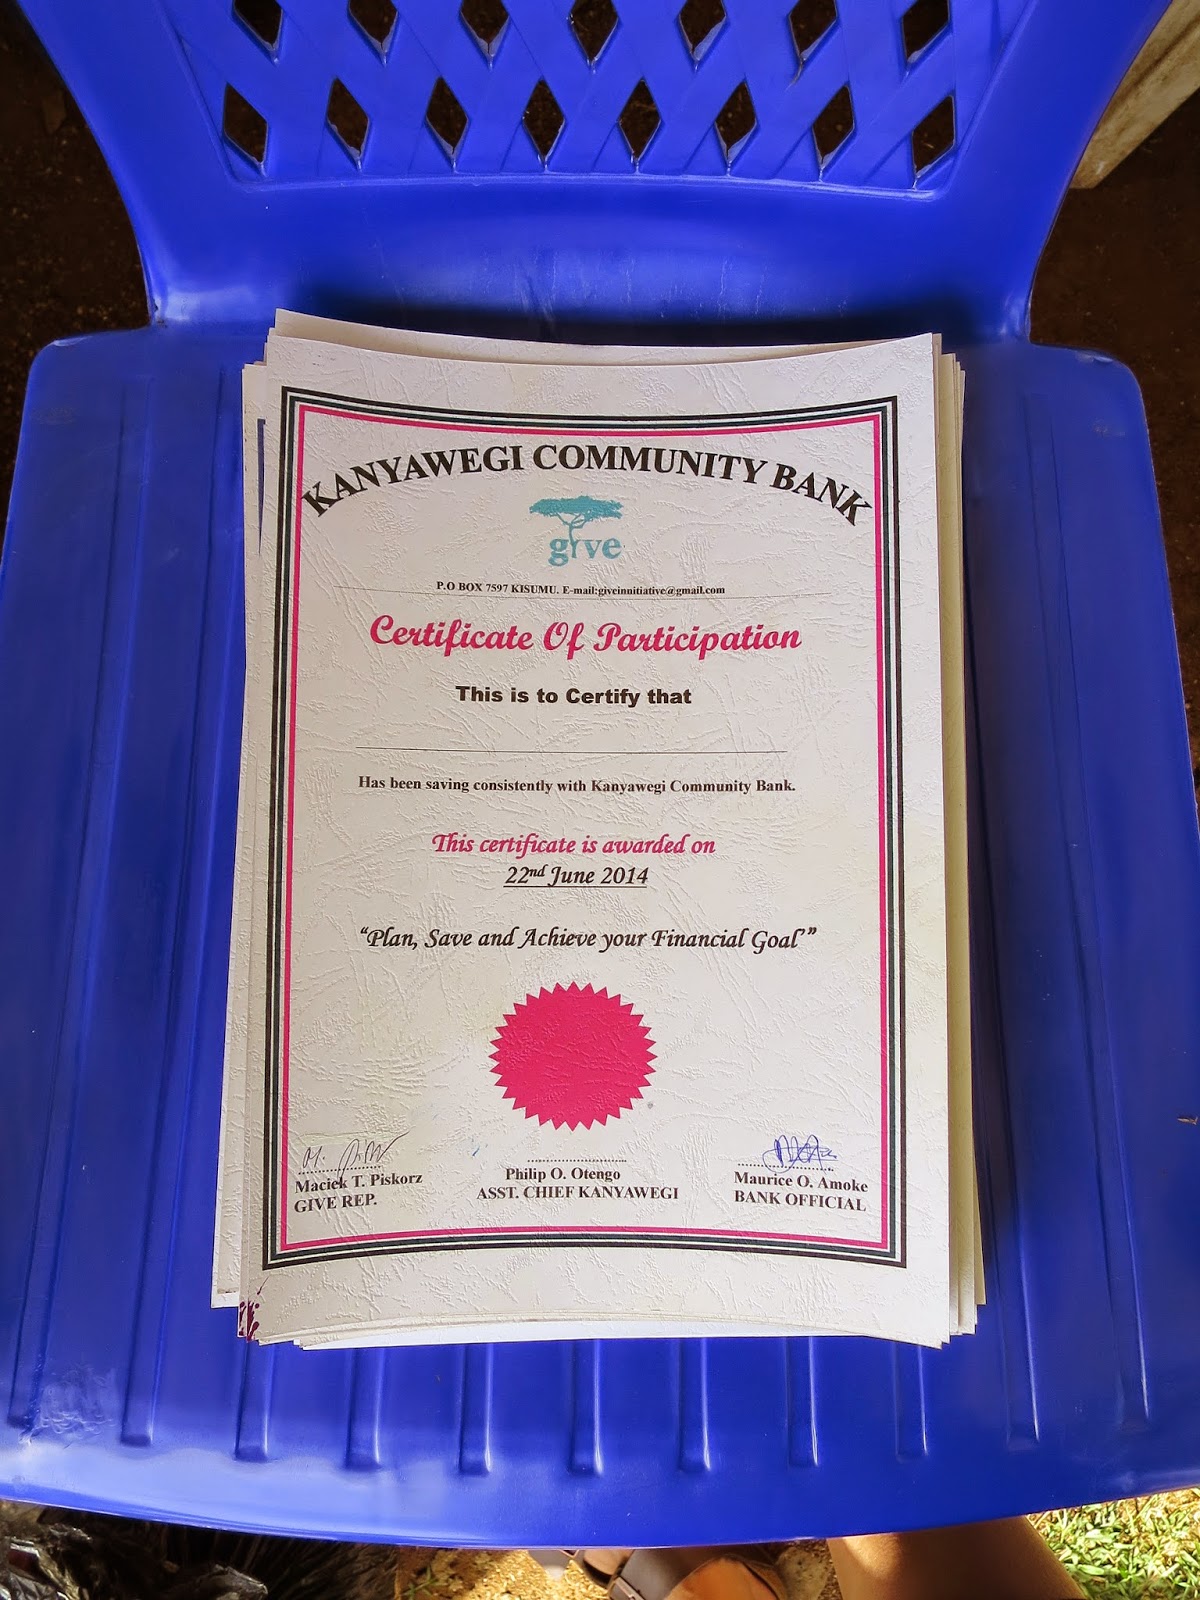 KANYAWEGI COMMUNITY BANK
give
P.O BOX 7597 KISUMU. E-mail:giveinnitiative@gmail.com
Certificate Of Participation
This is to Certify that
Has been saving consistently with Kanyawegi Community Bank.
This certificate is awarded on
22nd June 2014
“Plan, Save and Achieve your Financial Goal’”
Maciek T. Piskorz
GIVE REP.
Philip O. Otengo
ASST. CHIEF KANYAWEGI
Maurice O. Amoke
BANK OFFICIAL